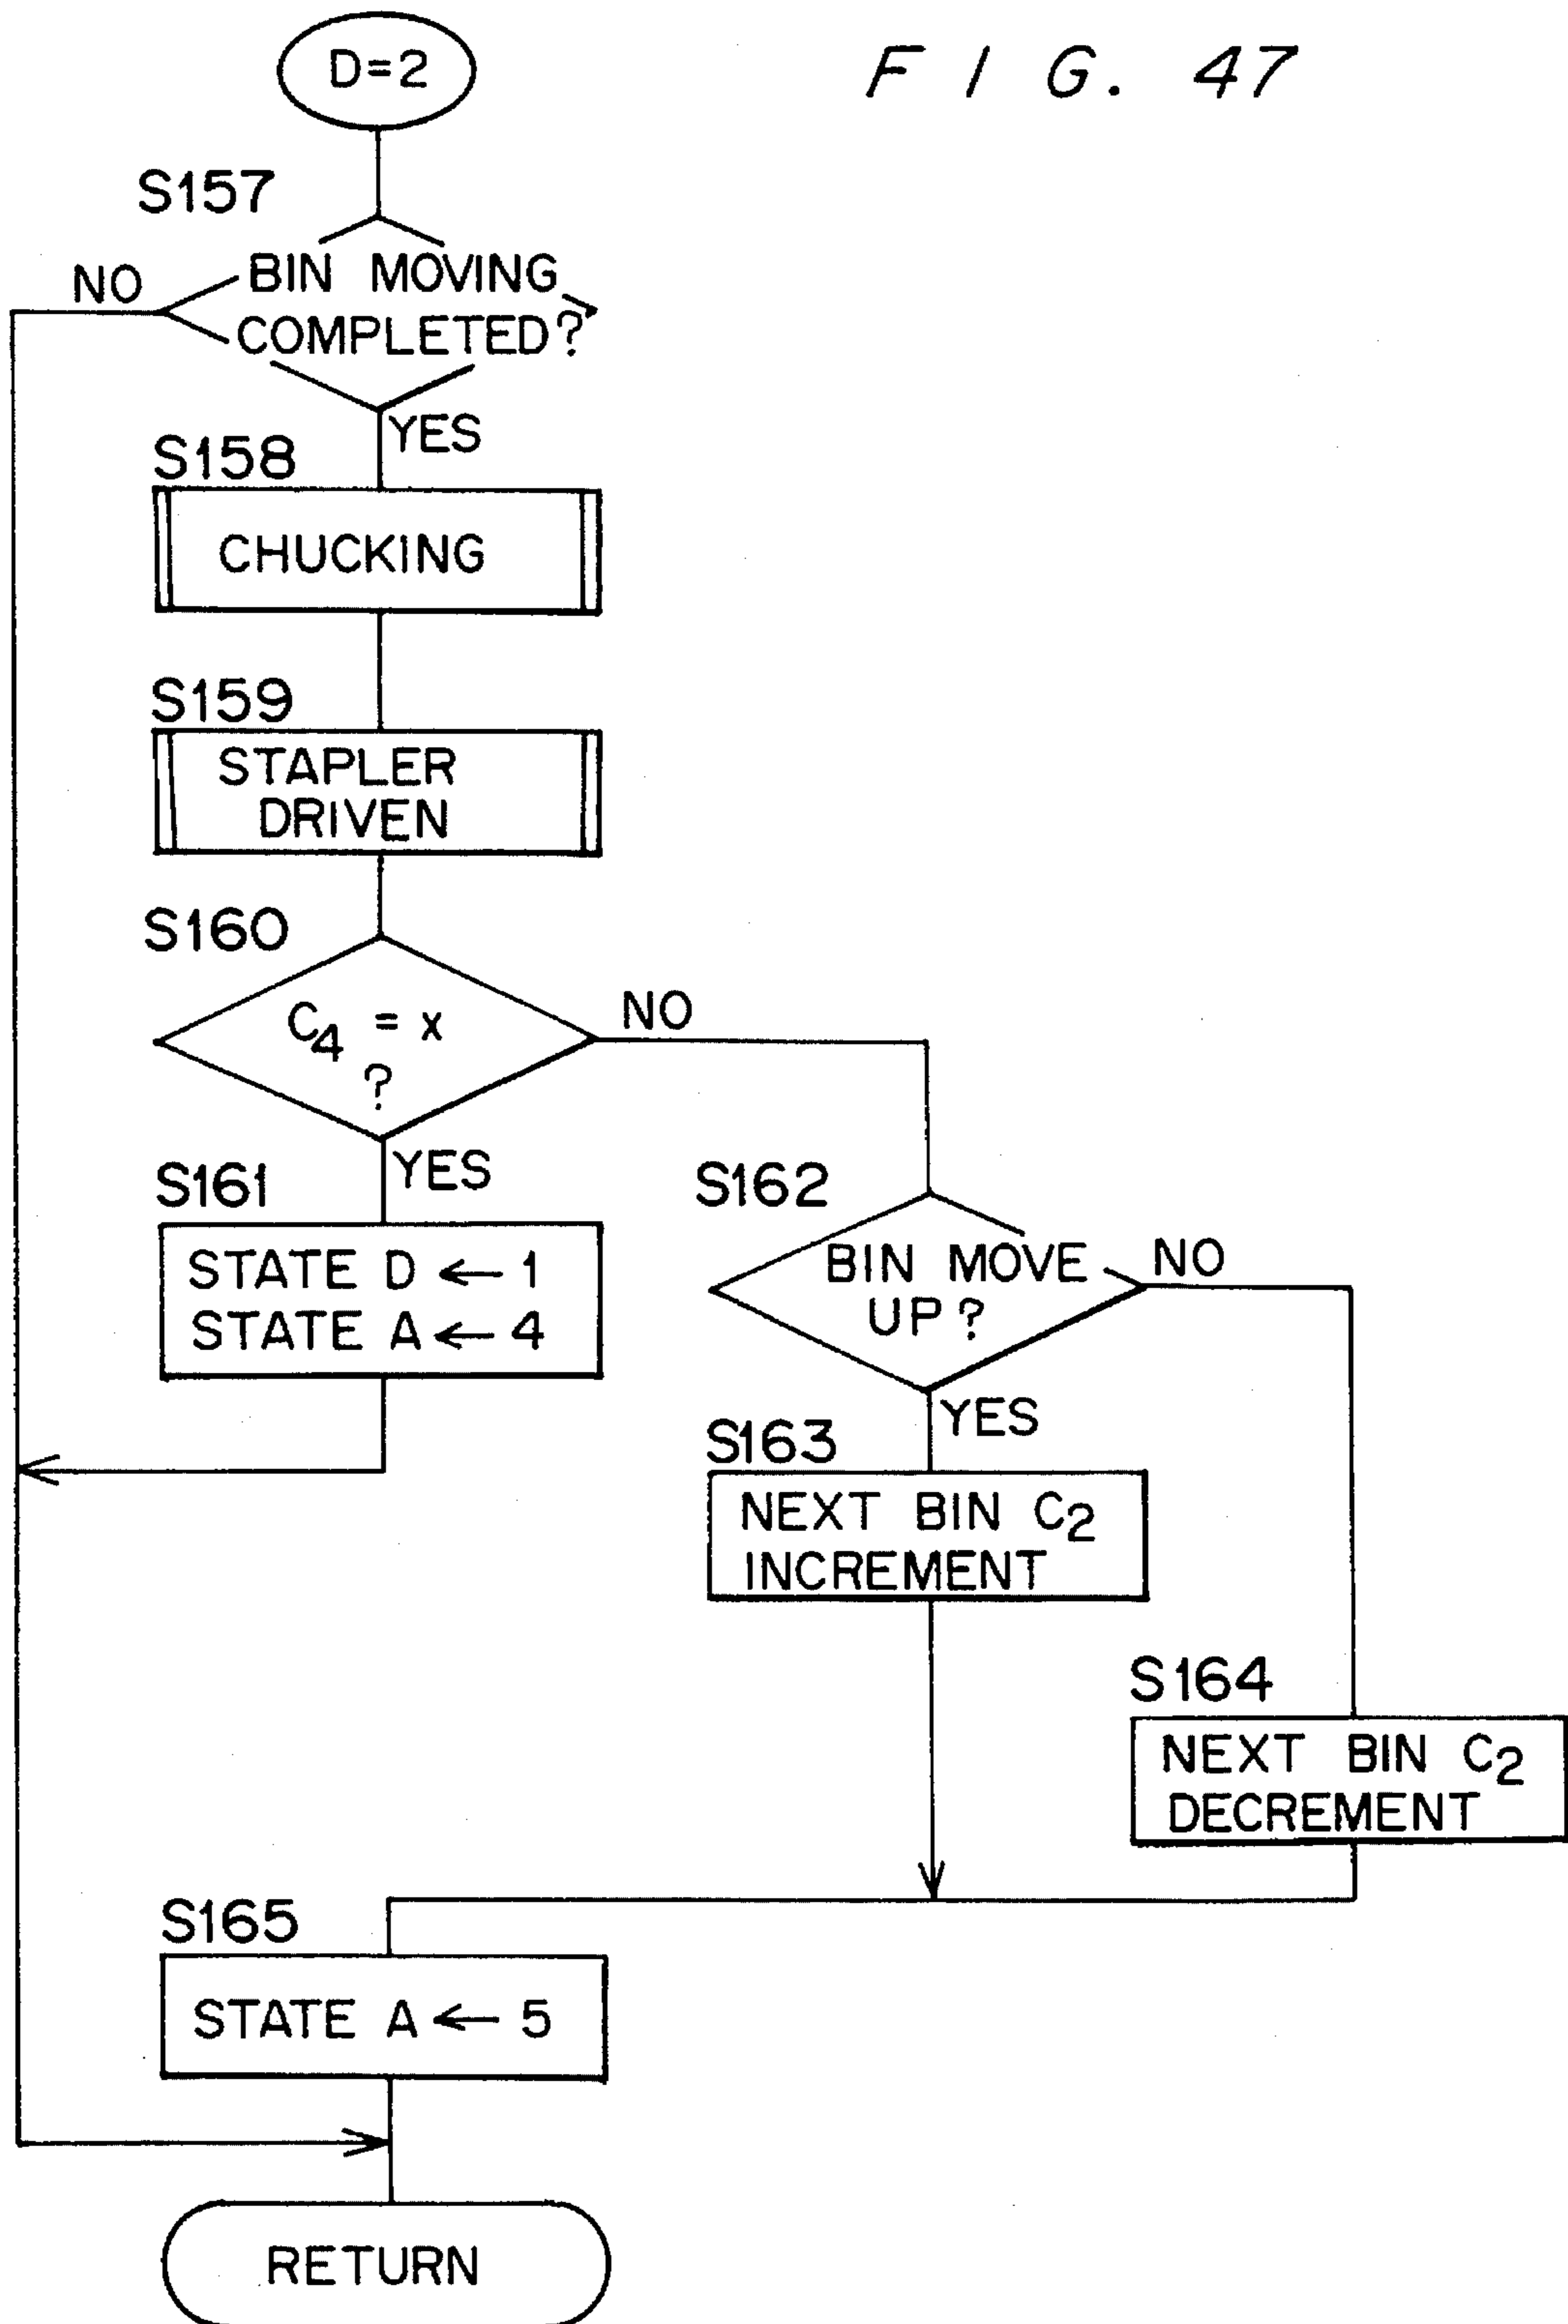 D=2
F I G. 47
S157
NO
BIN MOVING
COMPLETED?
YES
S158
CHUCKING
S159
STAPLER
DRIVEN
S160
C4 = x
?
NO
YES
S161
STATE D ← 1
STATE A ← 4
S162
BIN MOVE
UP?
NO
YES
S163
NEXT BIN C2
INCREMENT
S164
NEXT BIN C2
DECREMENT
S165
STATE A ← 5
RETURN